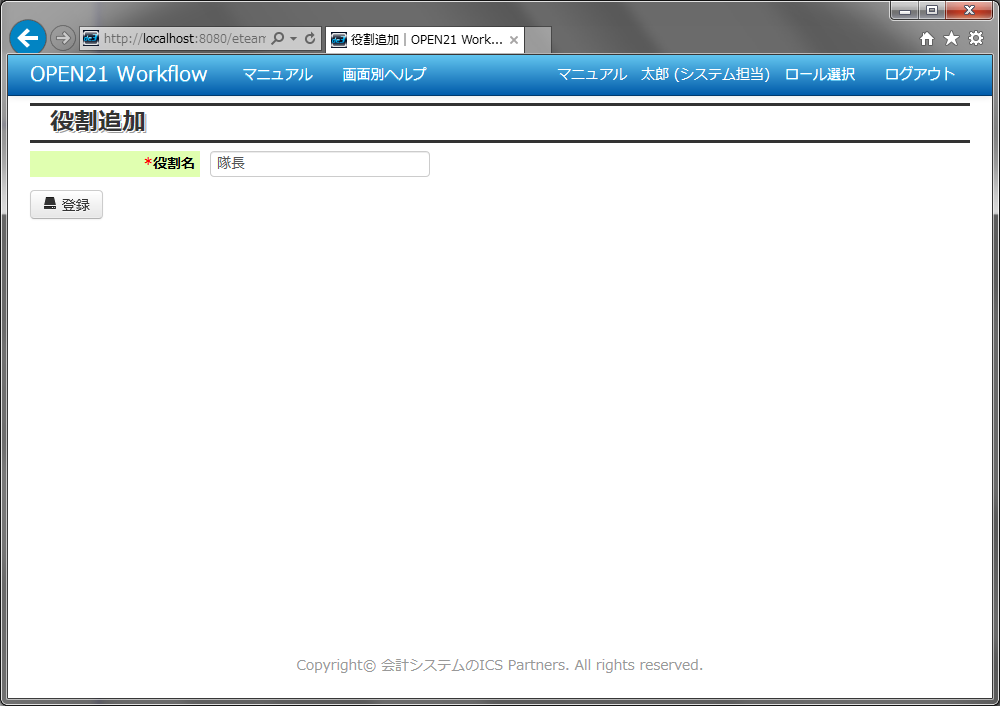 http://localhost:8080/eteam
役割追加 | OPEN21 Work...
OPEN21 Workflow マニュアル 画面別ヘルプ マニュアル 太郎 (システム担当) ロール選択 ログアウト
役割追加
*役割名 隊長
登録
Copyright© 会計システムのICS Partners. All rights reserved.